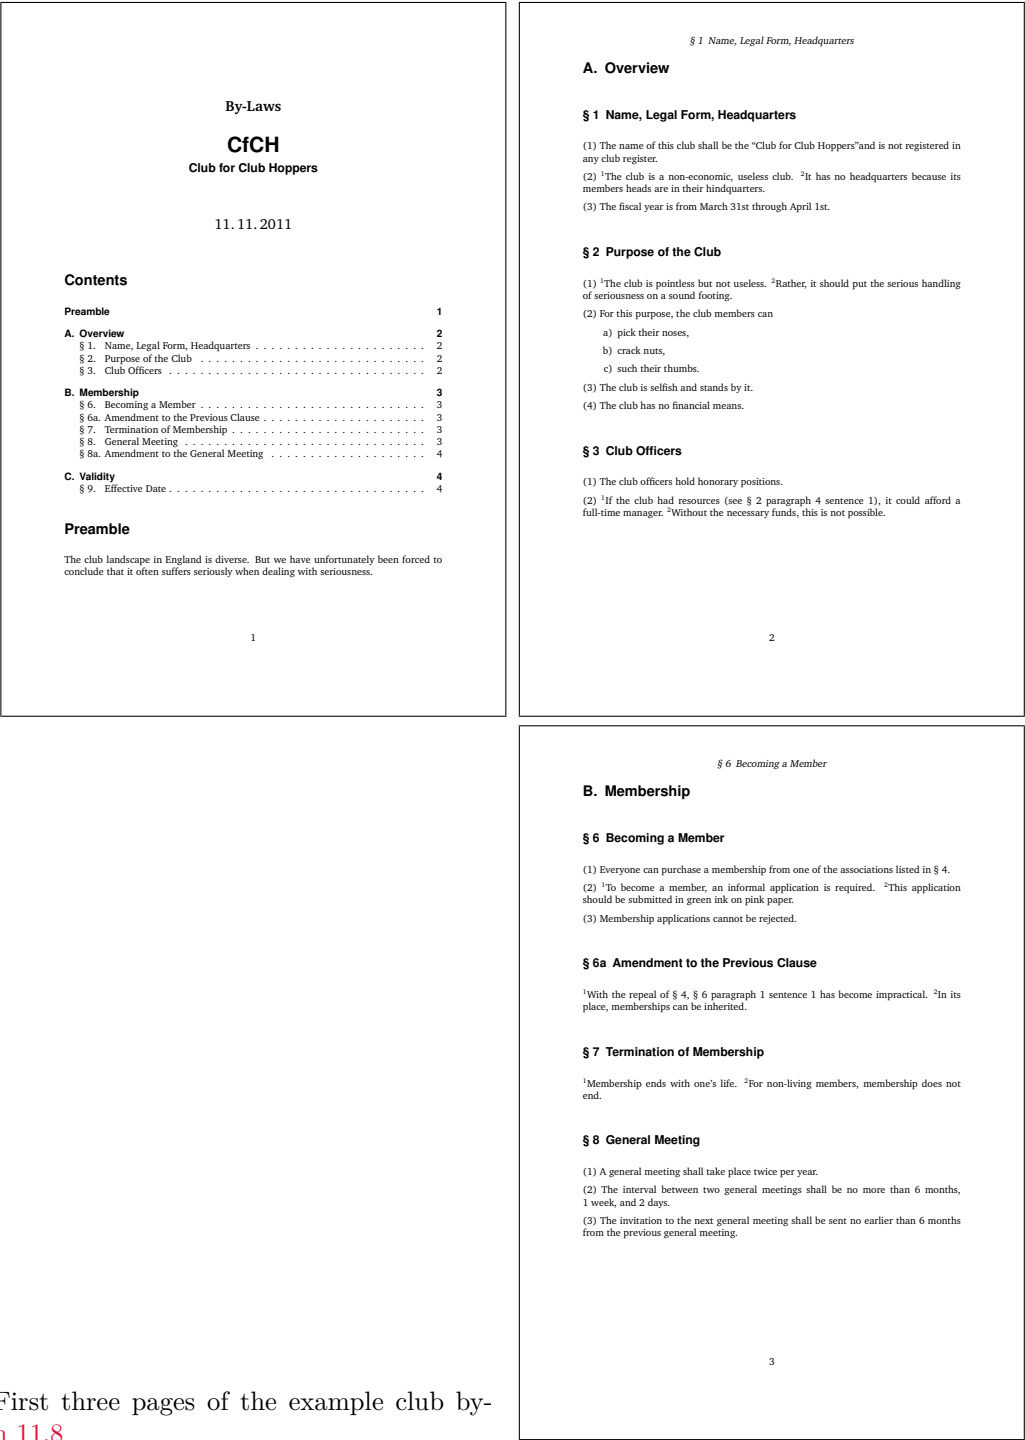 By-Laws
CfCH
Club for Club Hoppers
11. 11. 2011
Contents
Preamble 1
A. Overview 2
§ 1. Name, Legal Form, Headquarters . . . . . . . . . . . . . . . . . . . . . . 2
§ 2. Purpose of the Club . . . . . . . . . . . . . . . . . . . . . . . . . . . . . 2
§ 3. Club Officers . . . . . . . . . . . . . . . . . . . . . . . . . . . . . . . . . 2
B. Membership 3
§ 6. Becoming a Member . . . . . . . . . . . . . . . . . . . . . . . . . . . . . 3
§ 6a. Amendment to the Previous Clause . . . . . . . . . . . . . . . . . . . . . 3
§ 7. Termination of Membership . . . . . . . . . . . . . . . . . . . . . . . . . 3
§ 8. General Meeting . . . . . . . . . . . . . . . . . . . . . . . . . . . . . . . 3
§ 8a. Amendment to the General Meeting . . . . . . . . . . . . . . . . . . . . 4
C. Validity 4
§ 9. Effective Date . . . . . . . . . . . . . . . . . . . . . . . . . . . . . . . . . 4
Preamble
The club landscape in England is diverse. But we have unfortunately been forced to
conclude that it often suffers seriously when dealing with seriousness.
1
§ 1 Name, Legal Form, Headquarters
A. Overview
§ 1 Name, Legal Form, Headquarters
(1) The name of this club shall be the “Club for Club Hoppers”and is not registered in
any club register.
(2) ¹The club is a non-economic, useless club. ²It has no headquarters because its
members heads are in their hindquarters.
(3) The fiscal year is from March 31st through April 1st.
§ 2 Purpose of the Club
(1) ¹The club is pointless but not useless. ²Rather, it should put the serious handling
of seriousness on a sound footing.
(2) For this purpose, the club members can
a) pick their noses,
b) crack nuts,
c) such their thumbs.
(3) The club is selfish and stands by it.
(4) The club has no financial means.
§ 3 Club Officers
(1) The club officers hold honorary positions.
(2) ¹If the club had resources (see § 2 paragraph 4 sentence 1), it could afford a
full-time manager. ²Without the necessary funds, this is not possible.
2
§ 6 Becoming a Member
B. Membership
§ 6 Becoming a Member
(1) Everyone can purchase a membership from one of the associations listed in § 4.
(2) ¹To become a member, an informal application is required. ²This application
should be submitted in green ink on pink paper.
(3) Membership applications cannot be rejected.
§ 6a Amendment to the Previous Clause
¹With the repeal of § 4, § 6 paragraph 1 sentence 1 has become impractical. ²In its
place, memberships can be inherited.
§ 7 Termination of Membership
¹Membership ends with one’s life. ²For non-living members, membership does not
end.
§ 8 General Meeting
(1) A general meeting shall take place twice per year.
(2) The interval between two general meetings shall be no more than 6 months,
1 week, and 2 days.
(3) The invitation to the next general meeting shall be sent no earlier than 6 months
from the previous general meeting.
3
First three pages of the example club by-
11.8